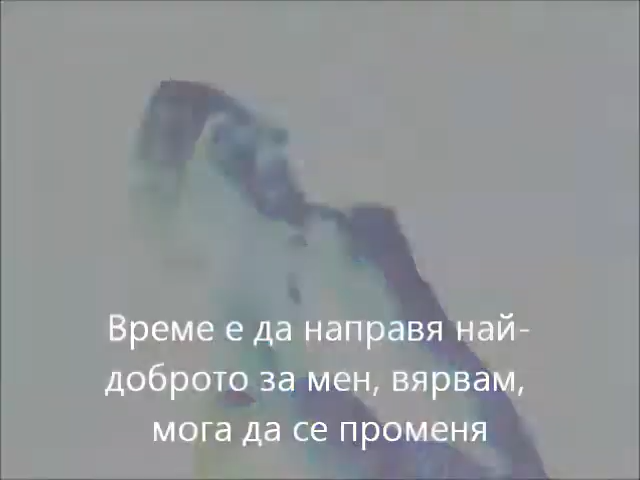 Време е да направя най-
доброто за мен, вярвам,
мога да се променя